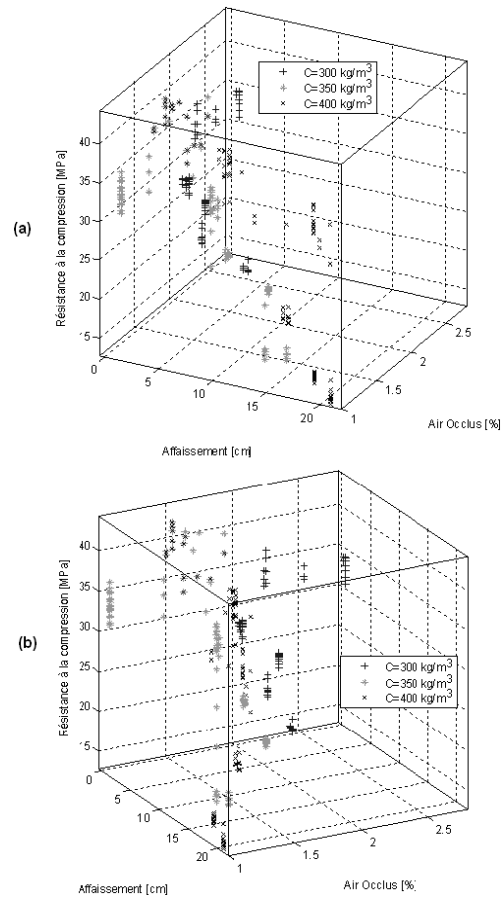 C=300 kg/m3
C=350 kg/m3
C=400 kg/m3
40
35
30
25
20
5
Résistance à la compression [MPa]
(a)
0
5
10
15
20
1
1.5
2
2.5
Air Occlus [%]
Affaissement [cm]
40
35
30
25
20
15
Résistance à la compression [MPa]
(b)
C=300 kg/m3
C=350 kg/m3
C=400 kg/m3
0
5
10
15
20
1
1.5
2
2.5
Affaissement [cm]
Air Occlus [%]